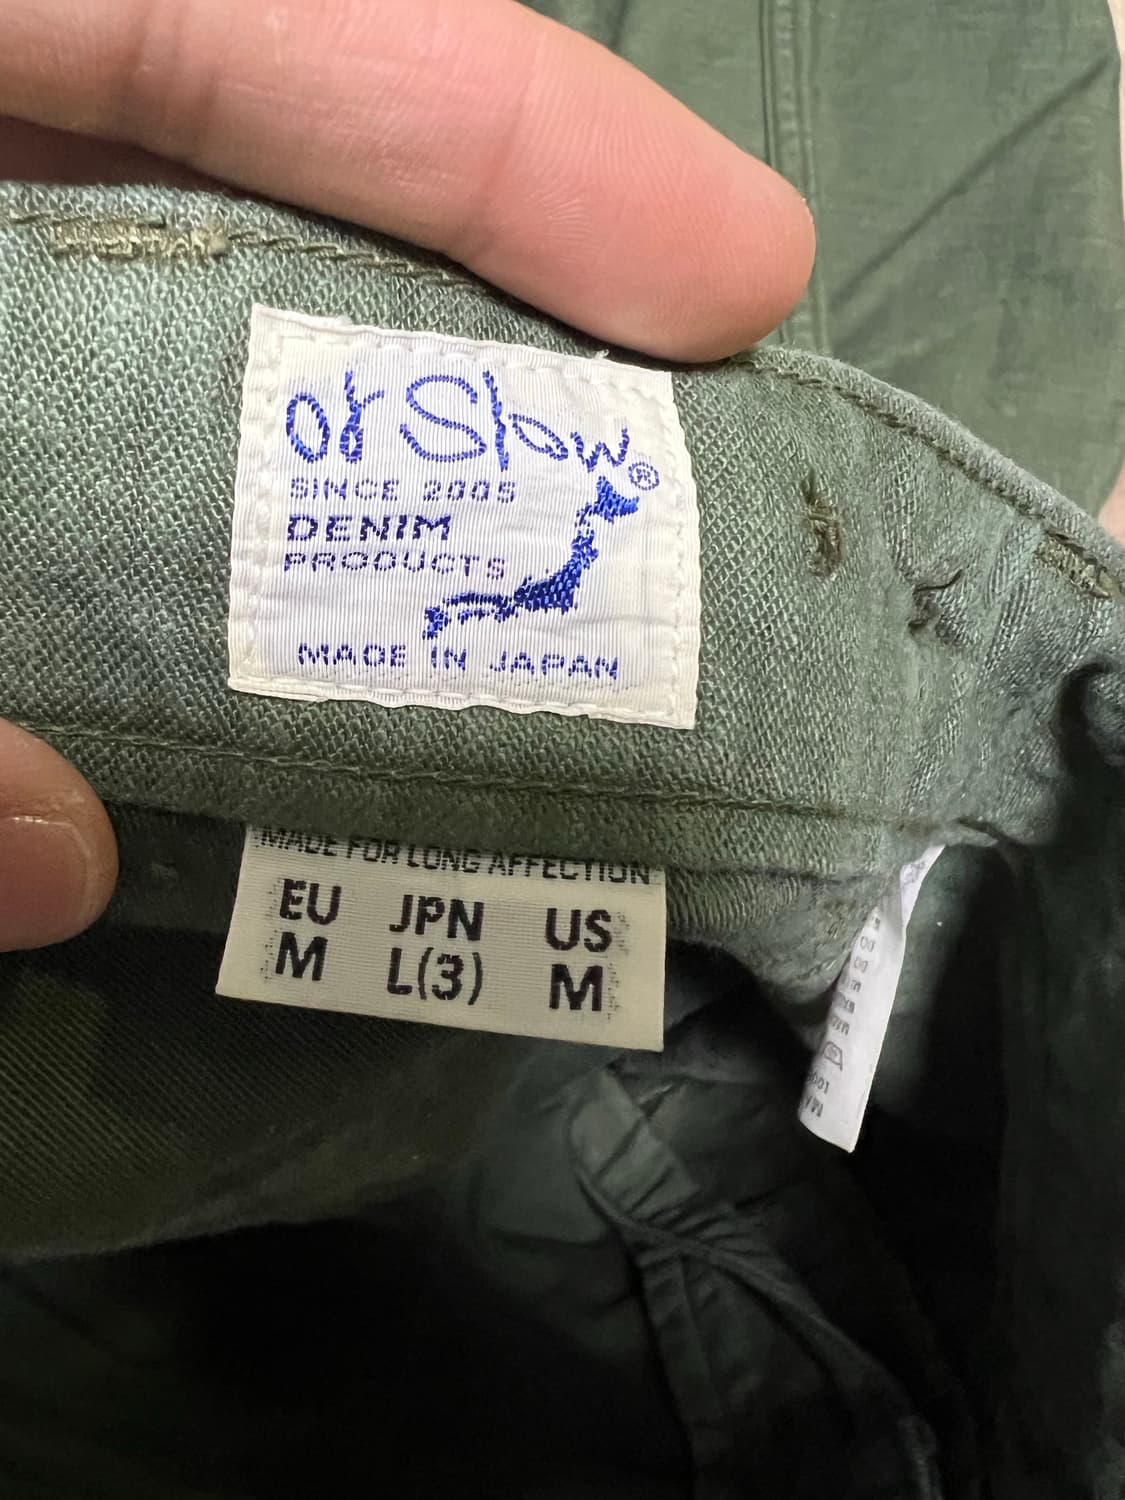 or Slow®
SINCE 2005
DENIM
PRODUCTS
MADE IN JAPAN
MADE FOR LONG AFFECTION
EU JPN US
M L(3) M